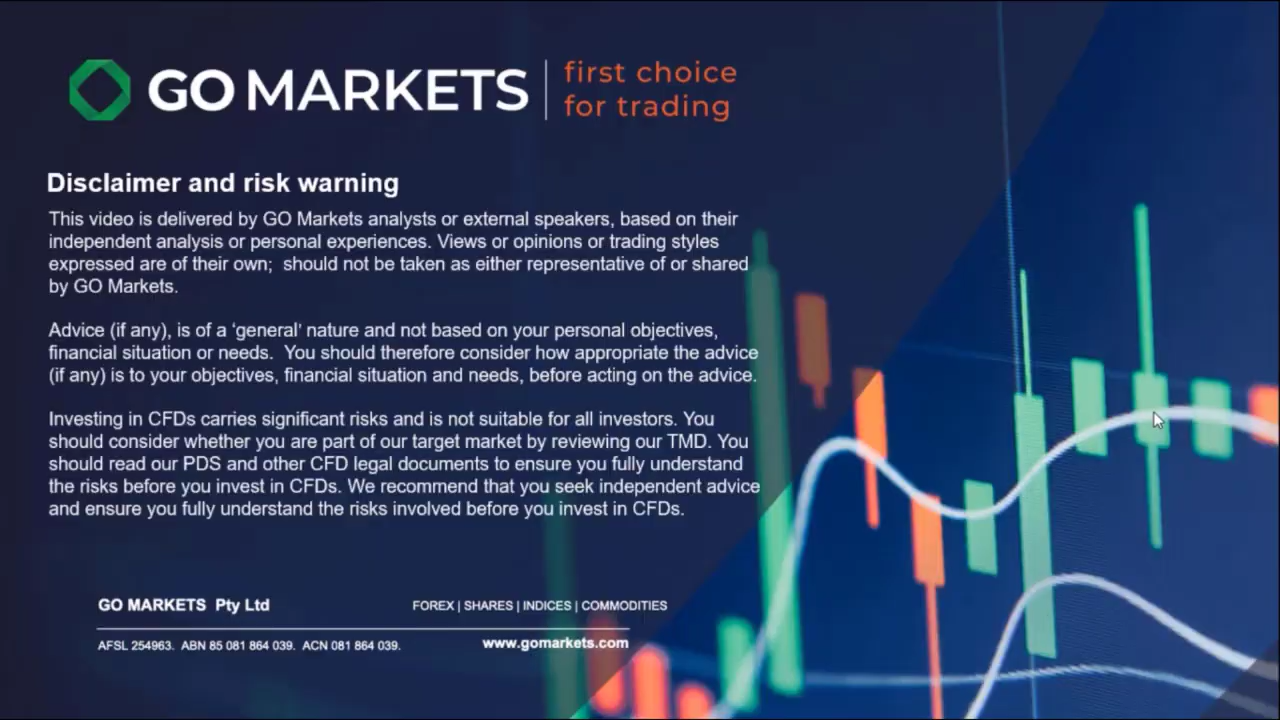 GO MARKETS
first choice
for trading
Disclaimer and risk warning
This video is delivered by GO Markets analysts or external speakers, based on their
independent analysis or personal experiences. Views or opinions or trading styles
expressed are of their own;  should not be taken as either representative of or shared
by GO Markets.
Advice (if any), is of a ‘general’ nature and not based on your personal objectives,
financial situation or needs.  You should therefore consider how appropriate the advice
(if any) is to your objectives, financial situation and needs, before acting on the advice.
Investing in CFDs carries significant risks and is not suitable for all investors. You
should consider whether you are part of our target market by reviewing our TMD. You
should read our PDS and other CFD legal documents to ensure you fully understand
the risks before you invest in CFDs. We recommend that you seek independent advice
and ensure you fully understand the risks involved before you invest in CFDs.
GO MARKETS  Pty Ltd
FOREX | SHARES | INDICES | COMMODITIES
AFSL 254963.  ABN 85 081 864 039.  ACN 081 864 039.
www.gomarkets.com